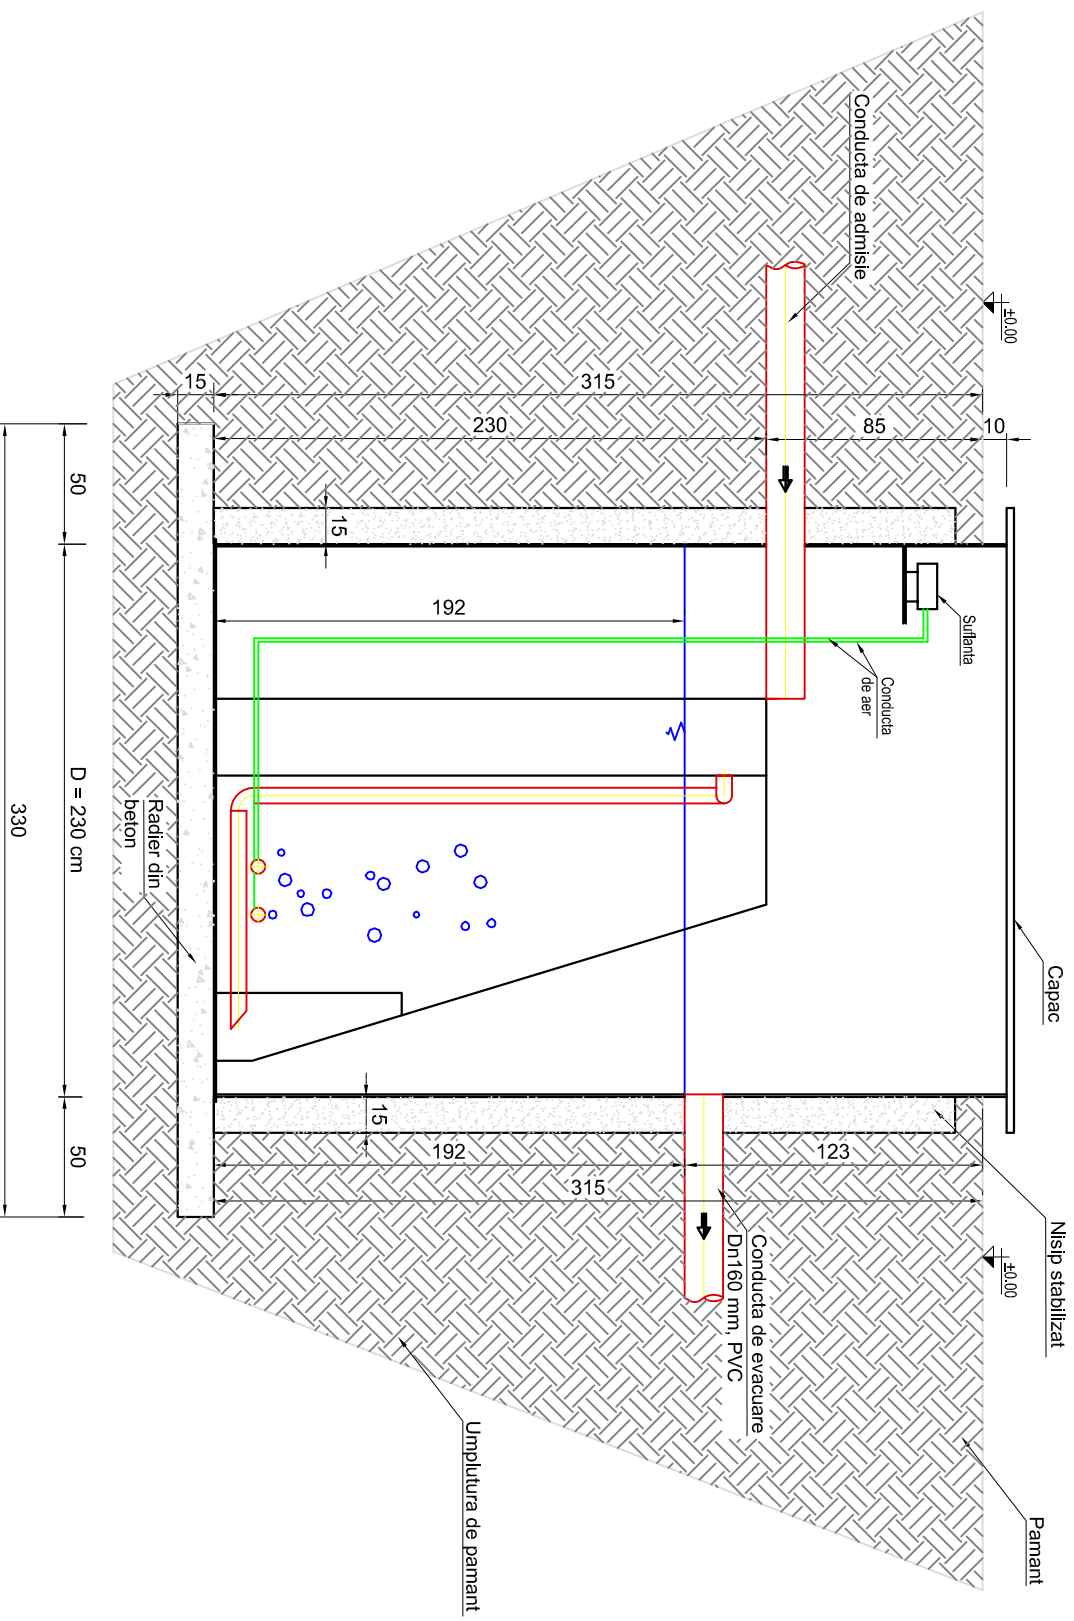 Conducta de admisie
±0.00
315
15
230
85
10
50
15
192
Suflanta
Conducta
de aer
D = 230 cm
330
Radier din
beton
Capac
15
50
192
123
315
Nisip stabilizat
±0.00
Conducta de evacuare
Dn160 mm, PVC
Umplutura de pamant
Pamant